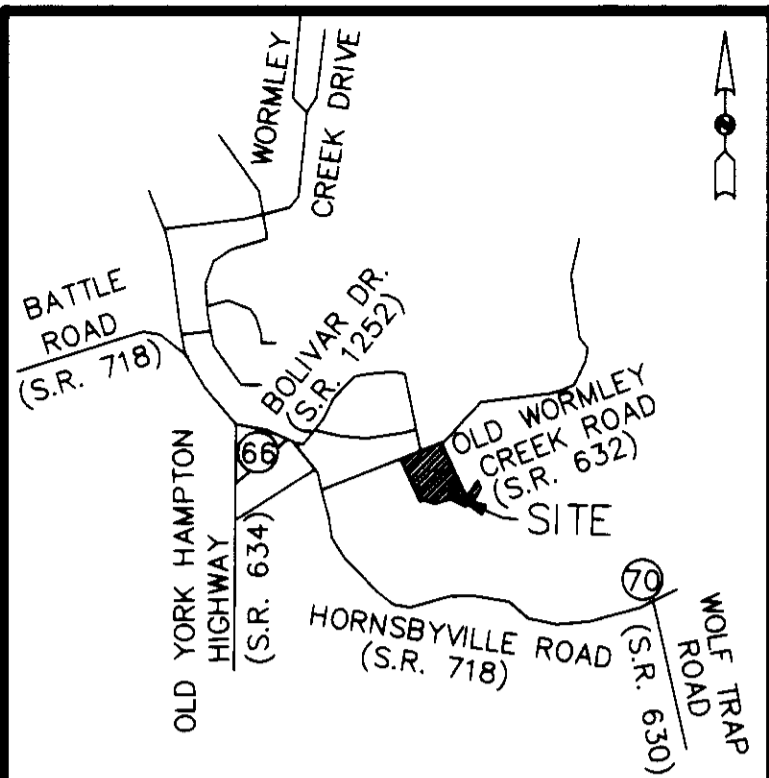 WORMLEY
CREEK DRIVE
BATTLE
ROAD
(S.R. 718)
BOLIVAR DR.
(S.R. 1252)
66
OLD WORMLEY
CREEK ROAD
(S.R. 632)
SITE
OLD YORK HAMPTON
HIGHWAY
(S.R. 634)
HORNSBYVILLE ROAD
(S.R. 718)
70
WOLF TRAP
ROAD
(S.R. 630)